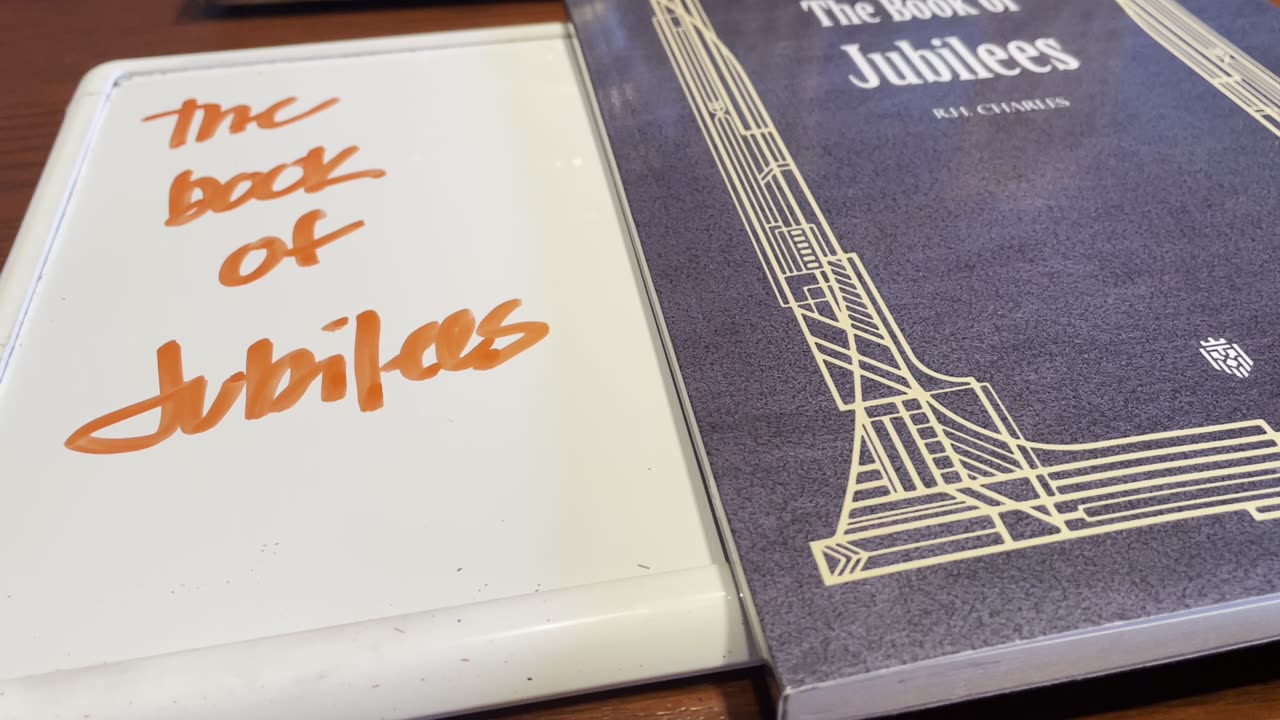 the
book
of
Jubilees
The Book of
Jubilees
R.H. CHARLES